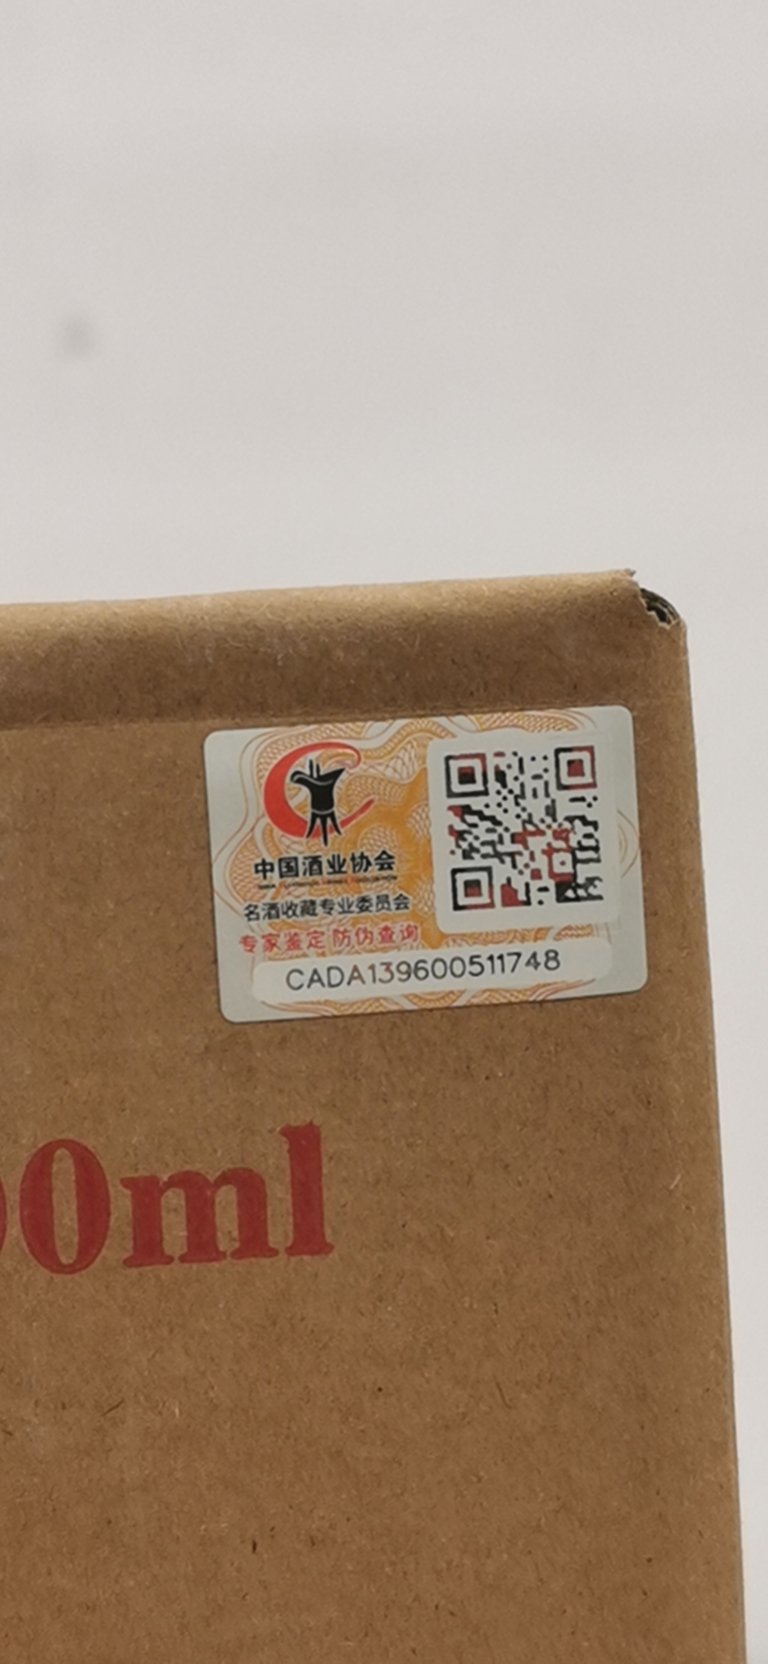 中国酒业协会
名酒收藏专业委员会
专家鉴定 防伪查询
CADA139600511748
0ml